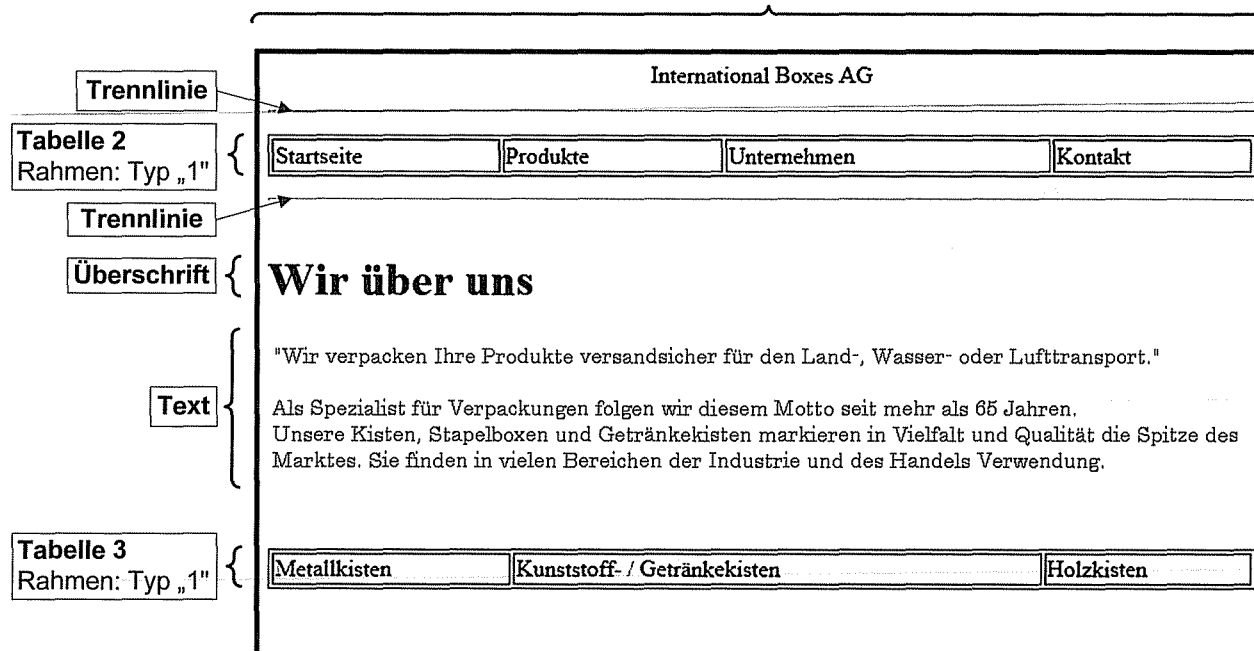 International Boxes AG
Trennlinie
Tabelle 2
Rahmen: Typ „1"
Startseite Produkte Unternehmen Kontakt
Trennlinie
Überschrift
Wir über uns
"Wir verpacken Ihre Produkte versandsicher für den Land-, Wasser- oder Lufttransport."
Text
Als Spezialist für Verpackungen folgen wir diesem Motto seit mehr als 65 Jahren.
Unsere Kisten, Stapelboxen und Getränkekisten markieren in Vielfalt und Qualität die Spitze des
Marktes. Sie finden in vielen Bereichen der Industrie und des Handels Verwendung.
Tabelle 3
Rahmen: Typ „1"
Metallkisten Kunststoff- / Getränkekisten Holzkisten